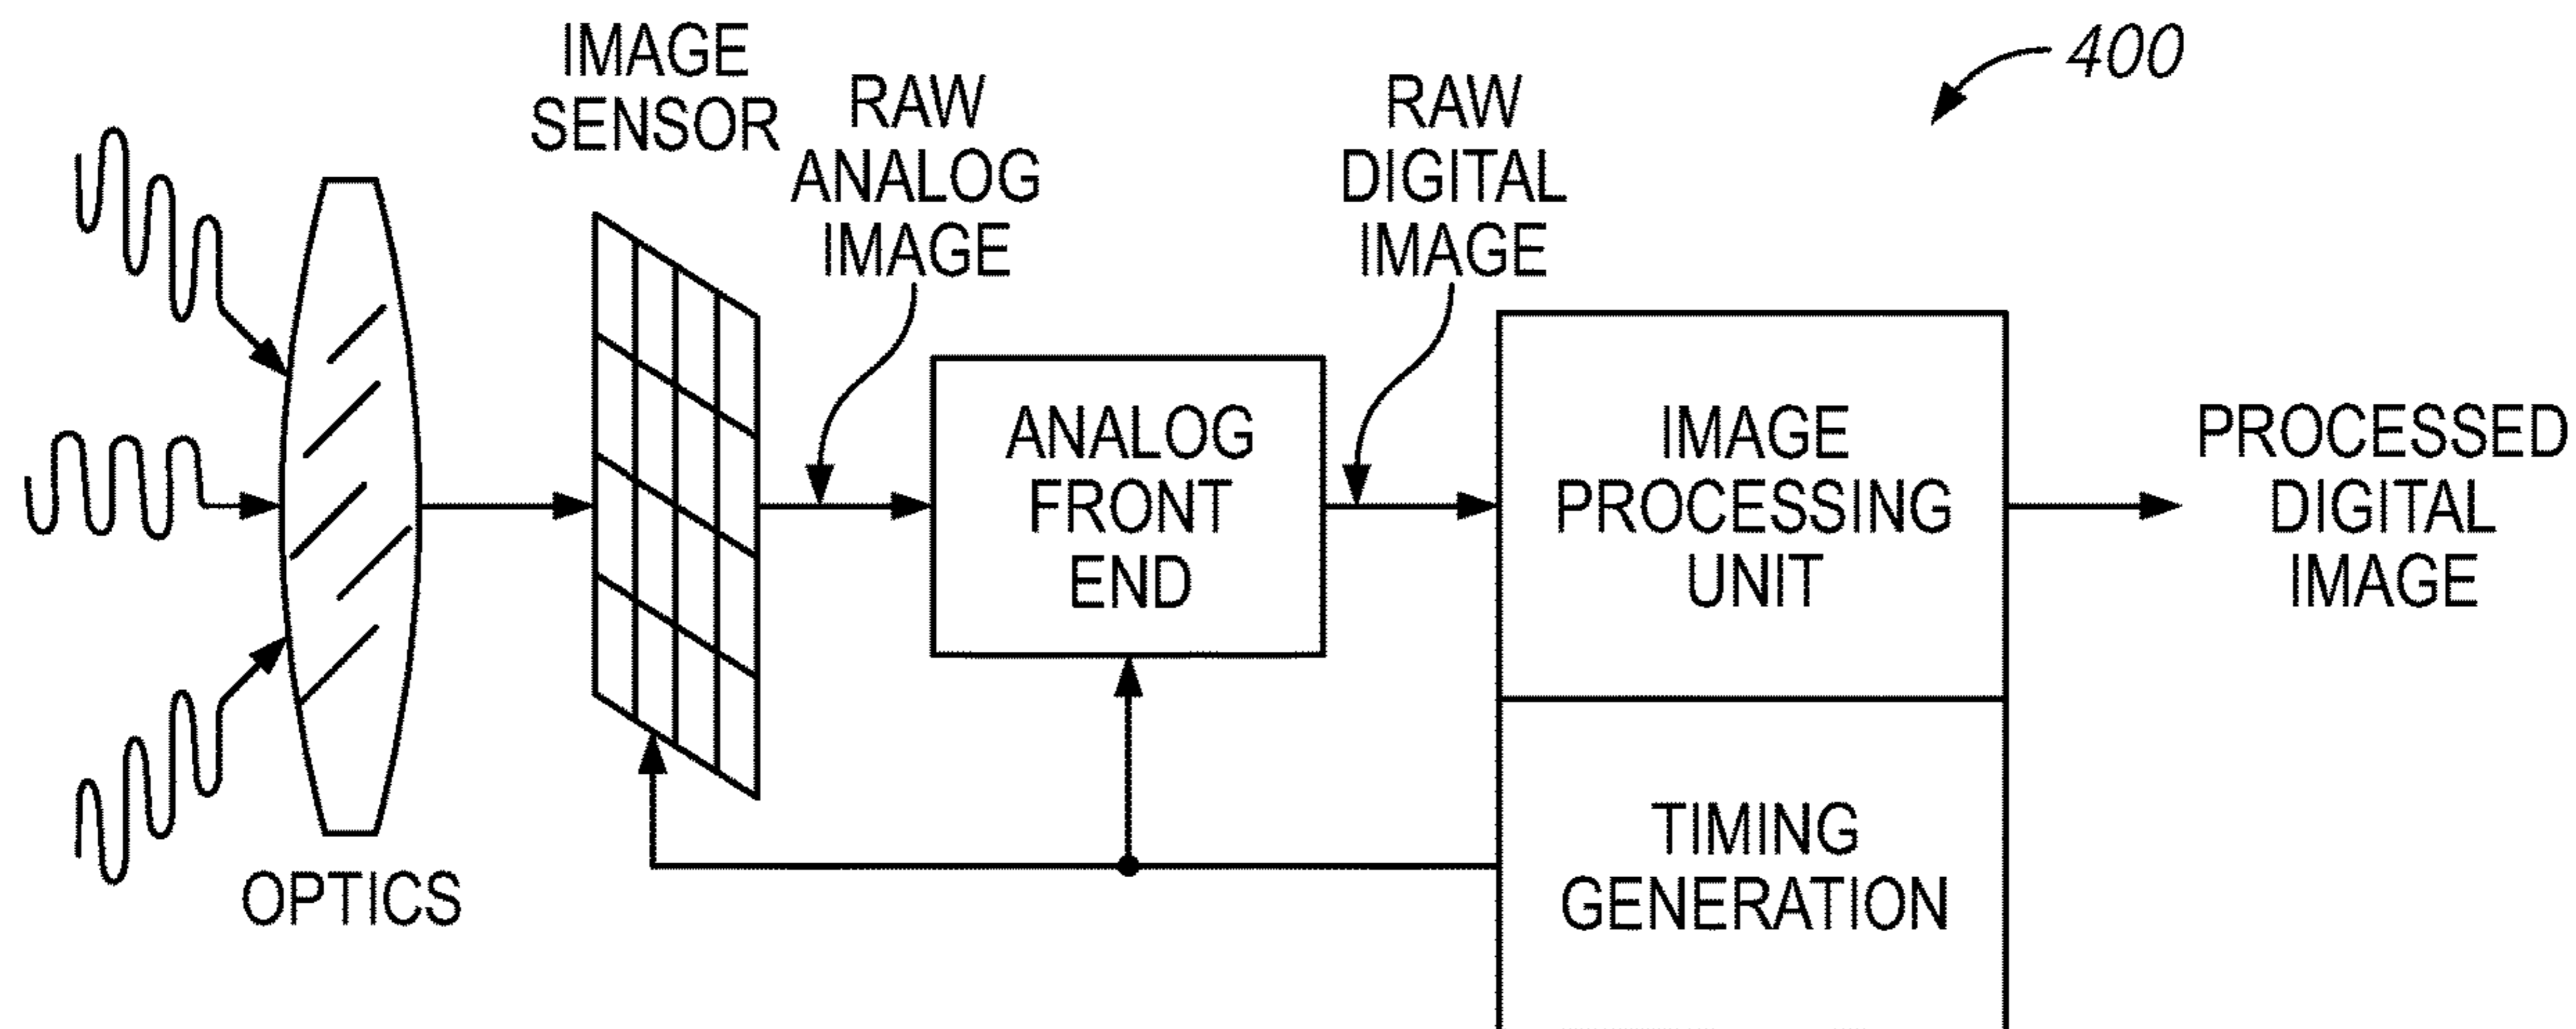 IMAGE
SENSOR
RAW
ANALOG
IMAGE
RAW
DIGITAL
IMAGE
400
ANALOG
FRONT
END
IMAGE
PROCESSING
UNIT
PROCESSED
DIGITAL
IMAGE
TIMING
GENERATION
OPTICS